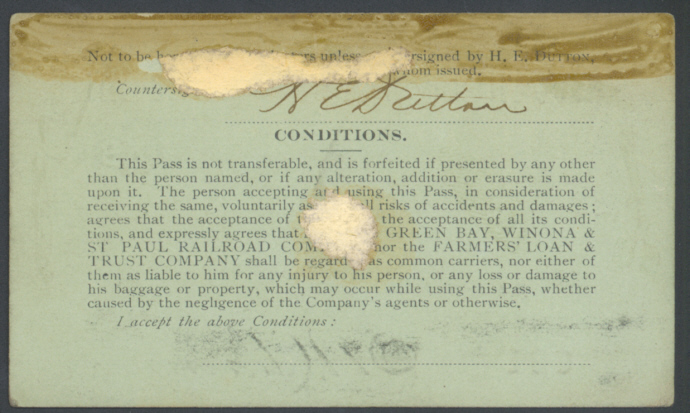 Not to be unless signed by H. E. DUTTON,
whom issued.
Counters
H E Dutton
CONDITIONS.
This Pass is not transferable, and is forfeited if presented by any other
than the person named, or if any alteration, addition or erasure is made
upon it. The person accepting and using this Pass, in consideration of
receiving the same, voluntarily as all risks of accidents and damages;
agrees that the acceptance of the acceptance of all its condi-
tions, and expressly agrees that GREEN BAY, WINONA &
ST PAUL RAILROAD COM nor the FARMERS' LOAN &
TRUST COMPANY shall be regard as common carriers, nor either of
them as liable to him for any injury to his person, or any loss or damage to
his baggage or property, which may occur while using this Pass, whether
caused by the negligence of the Company's agents or otherwise.
I accept the above Conditions: